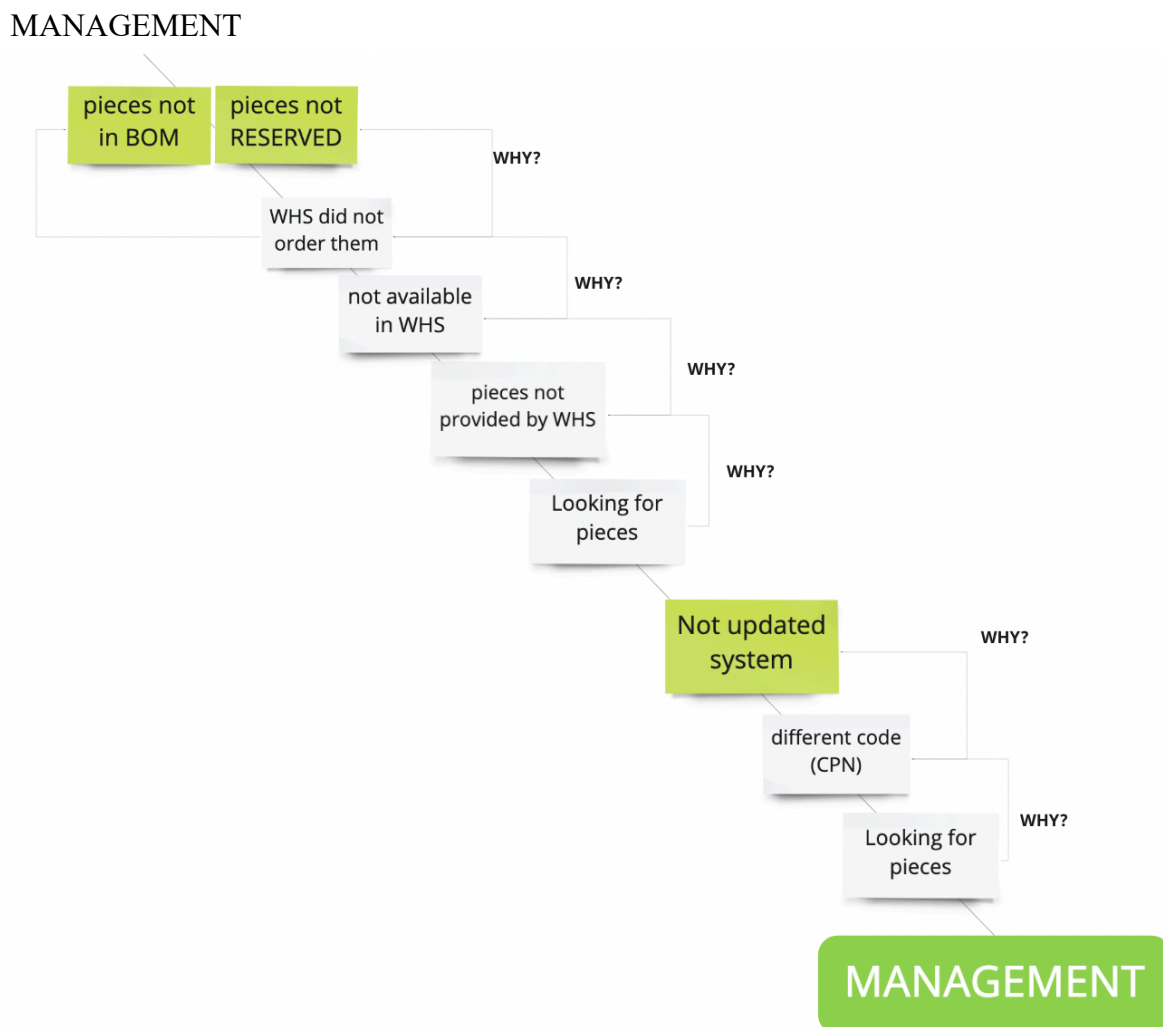 MANAGEMENT
pieces not
in BOM
pieces not
RESERVED
WHY?
WHS did not
order them
WHY?
not available
in WHS
WHY?
pieces not
provided by WHS
WHY?
Looking for
pieces
Not updated
system
WHY?
different code
(CPN)
WHY?
Looking for
pieces
MANAGEMENT